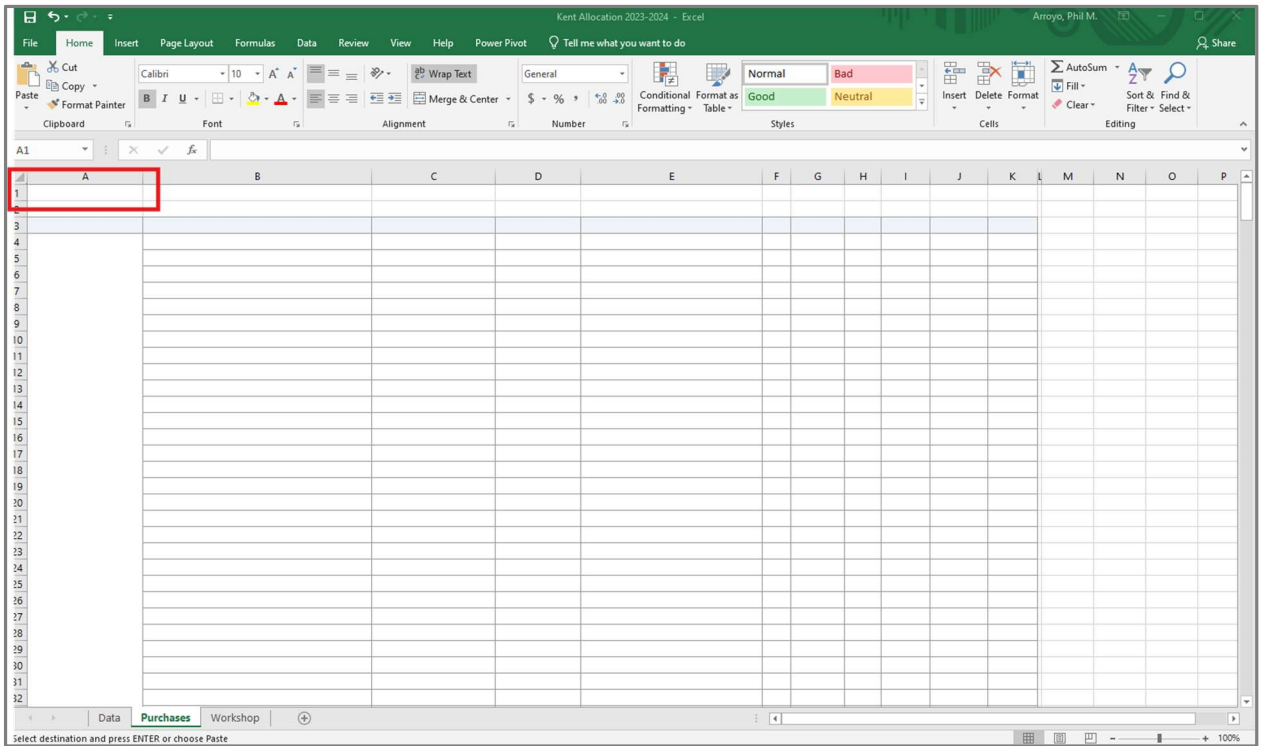 Kent Allocation 2023-2024 - Excel
Arroyo, Phil M.
File Home Insert Page Layout Formulas Data Review View Help Power Pivot Tell me what you want to do Share
Cut
Copy
Format Painter
Paste
Clipboard
Calibri 10 A A
B I U A
Font
ab Wrap Text
Merge & Center
Alignment
General
$ % , .00 .00
Number
Conditional Formatting
Format as Table
Normal Bad
Good Neutral
Styles
Insert Delete Format
Cells
AutoSum
Fill
Clear
Sort & Filter
Find & Select
Editing
A1 fx
A B C D E F G H I J K L M N O P
1
2
3
4
5
6
7
8
9
10
11
12
13
14
15
16
17
18
19
20
21
22
23
24
25
26
27
28
29
30
31
32
Data Purchases Workshop
Select destination and press ENTER or choose Paste
100%